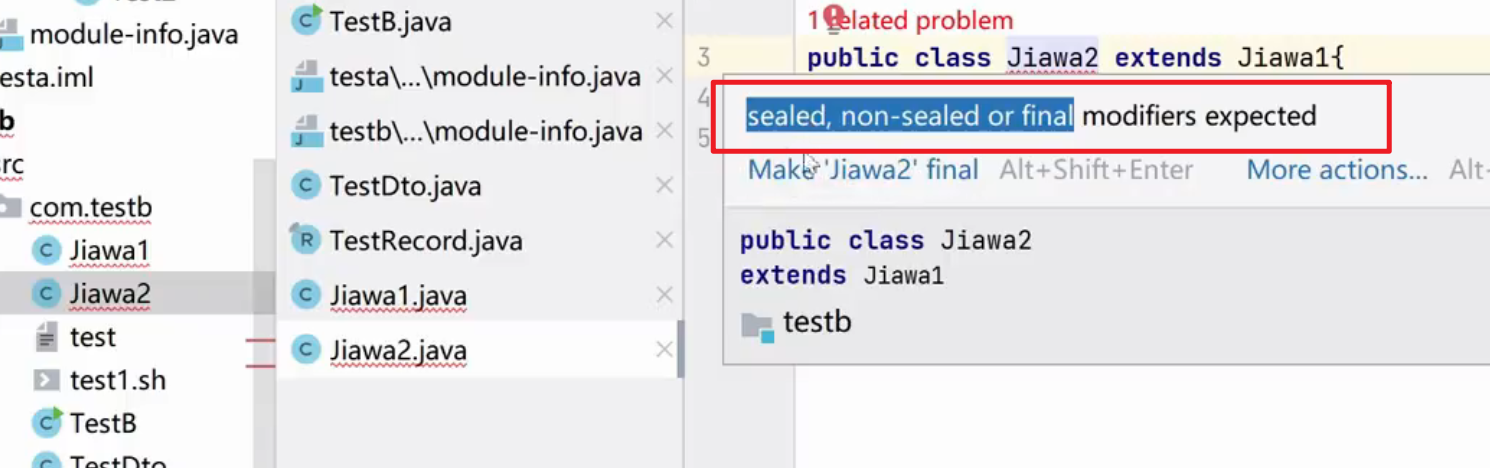 module-info.java
esta.iml
b
src
com.testb
Jiawa1
Jiawa2
test
test1.sh
TestB
TestDto
TestB.java
testa\...\module-info.java
testb\...\module-info.java
TestDto.java
TestRecord.java
Jiawa1.java
Jiawa2.java
1 related problem
3 public class Jiawa2 extends Jiawa1{
4
5
sealed, non-sealed or final modifiers expected
Make 'Jiawa2' final Alt+Shift+Enter More actions... Alt+
public class Jiawa2
extends Jiawa1
testb